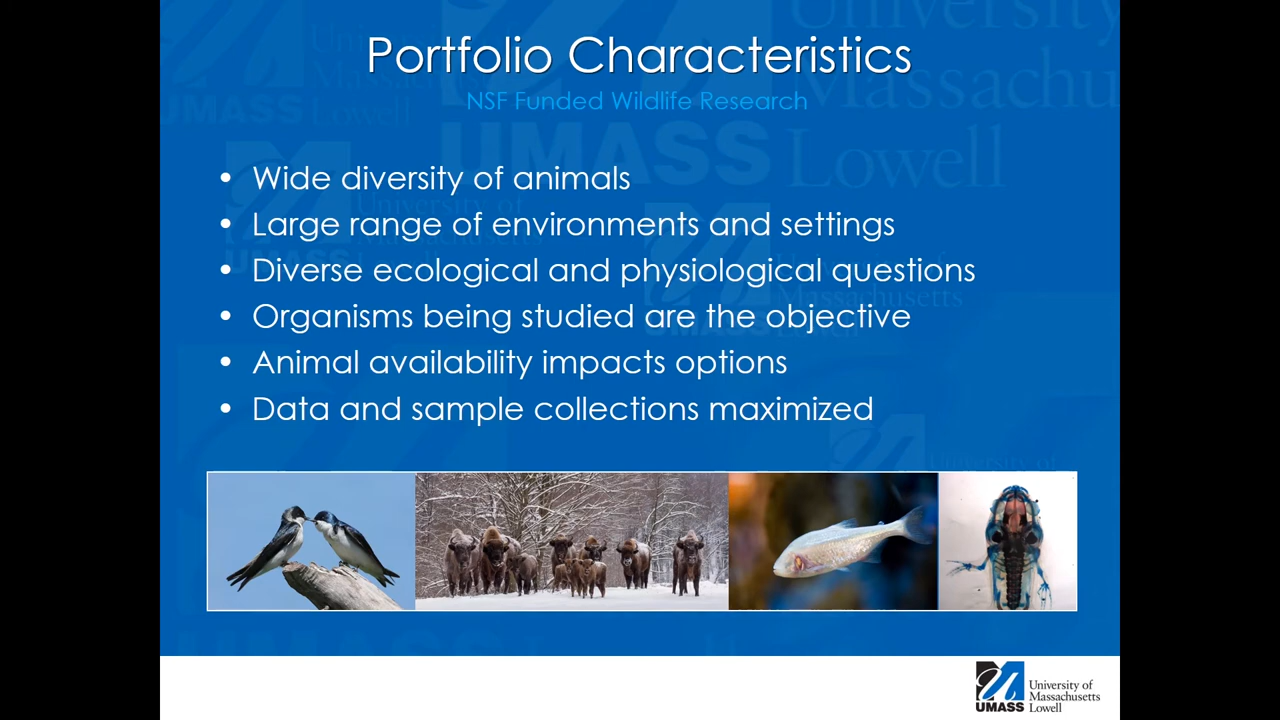 Portfolio Characteristics
NSF Funded Wildlife Research
• Wide diversity of animals
• Large range of environments and settings
• Diverse ecological and physiological questions
• Organisms being studied are the objective
• Animal availability impacts options
• Data and sample collections maximized
University of
Massachusetts
UMASS Lowell